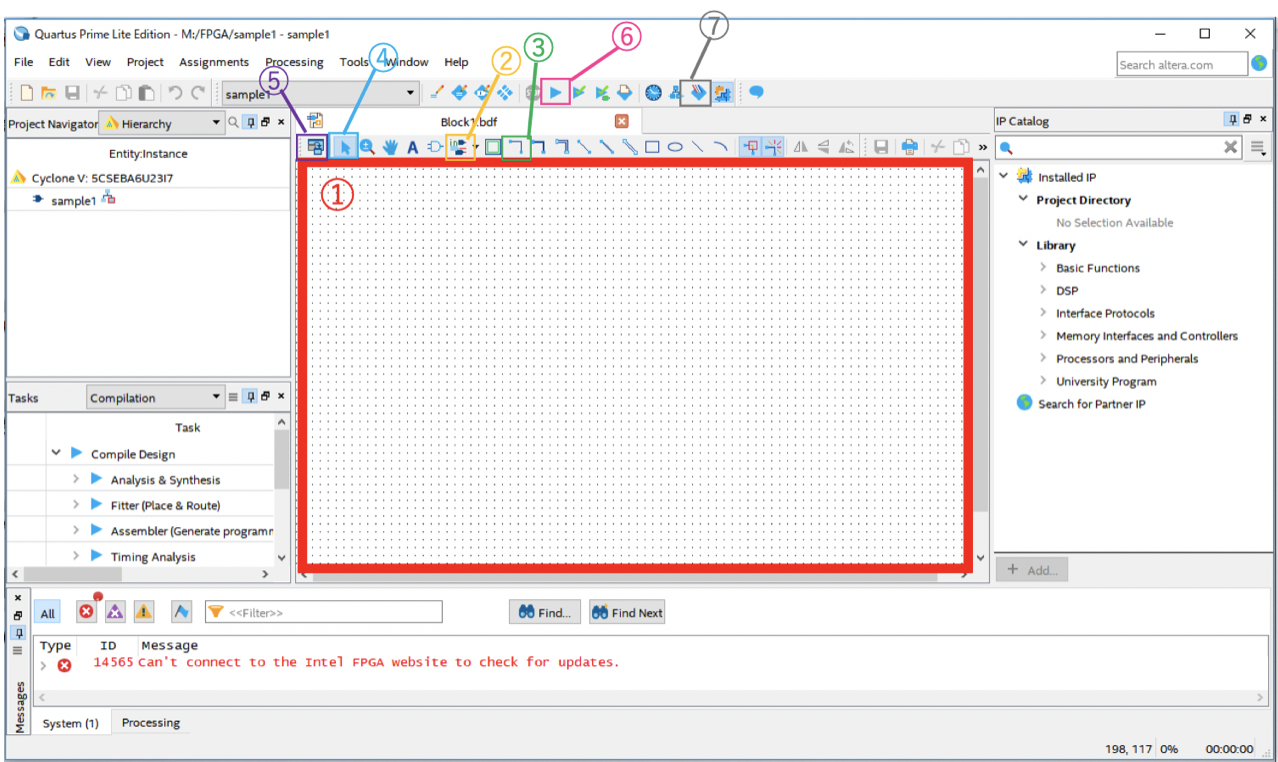 Quartus Prime Lite Edition - M:/FPGA/sample1 - sample1
⑦
⑥
③
File Edit View Project Assignments Processing Tools Window Help
④
②
Search altera.com
⑤
sample1
Project Navigator Hierarchy
Block1.bdf
IP Catalog
A
»
Entity:Instance
Cyclone V: 5CSEBA6U23I7
sample1
①
Installed IP
Project Directory
No Selection Available
Library
Basic Functions
DSP
Interface Protocols
Memory Interfaces and Controllers
Processors and Peripherals
University Program
Search for Partner IP
Tasks Compilation
Task
Compile Design
Analysis & Synthesis
Fitter (Place & Route)
Assembler (Generate programm
Timing Analysis
+ Add...
All <<Filter>> Find... Find Next
Type ID Message
14565 Can't connect to the Intel FPGA website to check for updates.
Messages
System (1) Processing
198, 117 0% 00:00:00